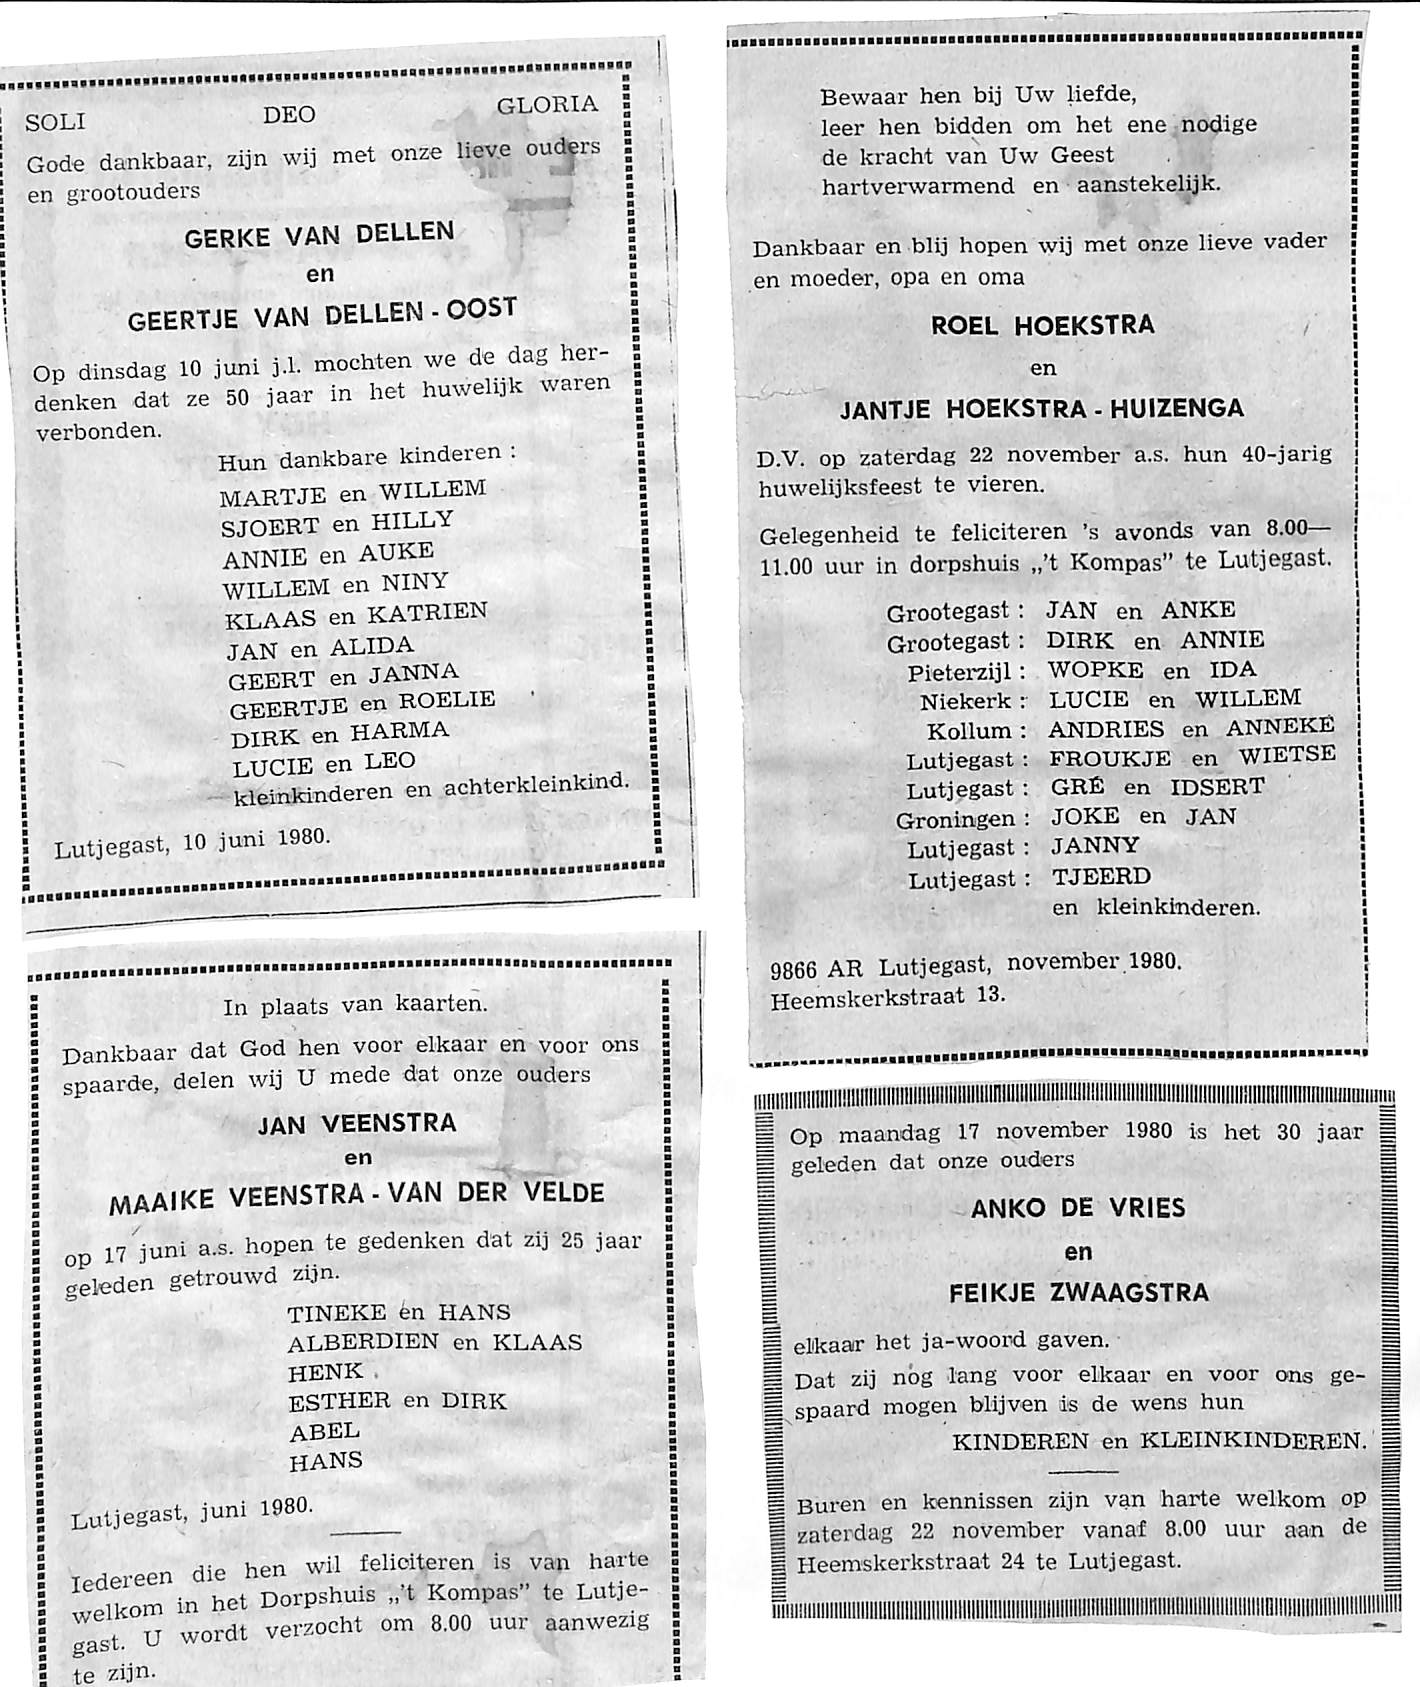 SOLI DEO GLORIA
Gode dankbaar, zijn wij met onze lieve ouders
en grootouders
GERKE VAN DELLEN
en
GEERTJE VAN DELLEN - OOST
Op dinsdag 10 juni j.l. mochten we de dag her-
denken dat ze 50 jaar in het huwelijk waren
verbonden.
Hun dankbare kinderen :
MARTJE en WILLEM
SJOERT en HILLY
ANNIE en AUKE
WILLEM en NINY
KLAAS en KATRIEN
JAN en ALIDA
GEERT en JANNA
GEERTJE en ROELIE
DIRK en HARMA
LUCIE en LEO
kleinkinderen en achterkleinkind.
Lutjegast, 10 juni 1980.
In plaats van kaarten.
Dankbaar dat God hen voor elkaar en voor ons
spaarde, delen wij U mede dat onze ouders
JAN VEENSTRA
en
MAAIKE VEENSTRA - VAN DER VELDE
op 17 juni a.s. hopen te gedenken dat zij 25 jaar
geleden getrouwd zijn.
TINEKE en HANS
ALBERDIEN en KLAAS
HENK
ESTHER en DIRK
ABEL
HANS
Lutjegast, juni 1980.
Iedereen die hen wil feliciteren is van harte
welkom in het Dorpshuis „'t Kompas” te Lutje-
gast. U wordt verzocht om 8.00 uur aanwezig
te zijn.
Bewaar hen bij Uw liefde,
leer hen bidden om het ene nodige
de kracht van Uw Geest
hartverwarmend en aanstekelijk.
Dankbaar en blij hopen wij met onze lieve vader
en moeder, opa en oma
ROEL HOEKSTRA
en
JANTJE HOEKSTRA - HUIZENGA
D.V. op zaterdag 22 november a.s. hun 40-jarig
huwelijksfeest te vieren.
Gelegenheid te feliciteren 's avonds van 8.00—
11.00 uur in dorpshuis „'t Kompas” te Lutjegast.
Grootegast : JAN en ANKE
Grootegast : DIRK en ANNIE
Pieterzijl : WOPKE en IDA
Niekerk : LUCIE en WILLEM
Kollum : ANDRIES en ANNEKE
Lutjegast : FROUKJE en WIETSE
Lutjegast : GRÉ en IDSERT
Groningen : JOKE en JAN
Lutjegast : JANNY
Lutjegast : TJEERD
en kleinkinderen.
9866 AR Lutjegast, november 1980.
Heemskerkstraat 13.
Op maandag 17 november 1980 is het 30 jaar
geleden dat onze ouders
ANKO DE VRIES
en
FEIKJE ZWAAGSTRA
elkaar het ja-woord gaven.
Dat zij nog lang voor elkaar en voor ons ge-
spaard mogen blijven is de wens hun
KINDEREN en KLEINKINDEREN.
Buren en kennissen zijn van harte welkom op
zaterdag 22 november vanaf 8.00 uur aan de
Heemskerkstraat 24 te Lutjegast.